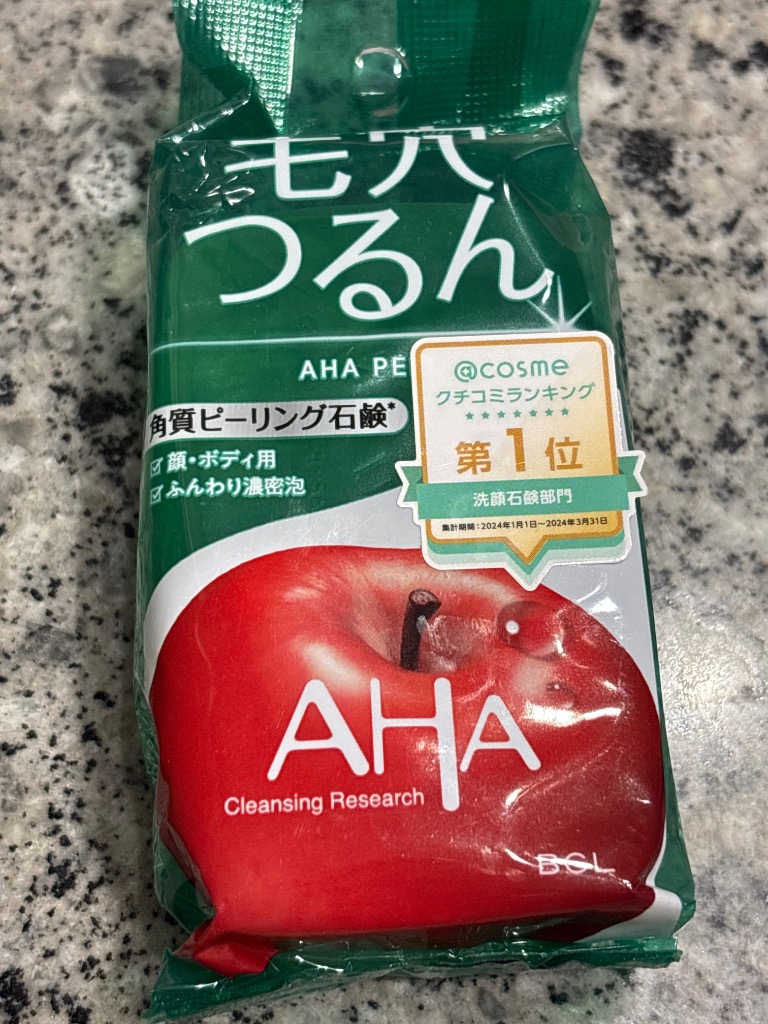 毛穴
つるん
AHA PE
角質ピーリング石鹸*
顔・ボディ用
ふんわり濃密泡
@cosme
クチコミランキング
第1位
洗顔石鹸部門
集計期間：2024年1月1日～2024年3月31日
AHA
Cleansing Research
BCL